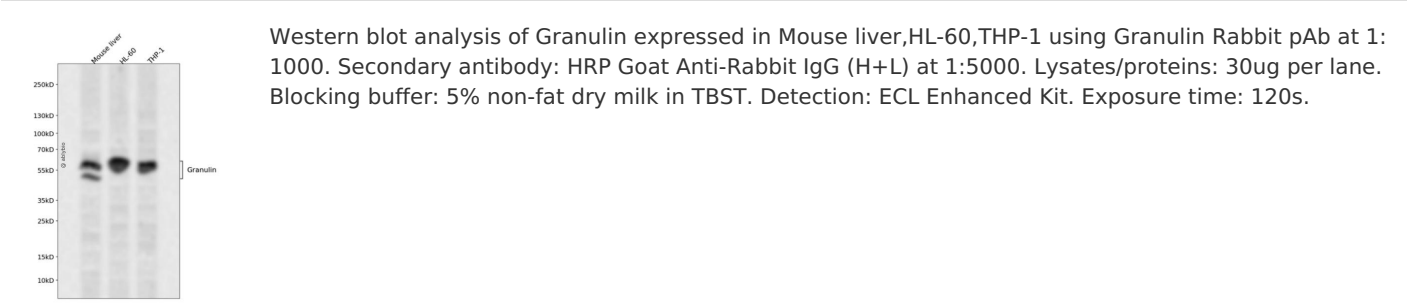 Mouse liver
HL-60
THP-1
250kD
130kD
100kD
70kD
55kD
35kD
25kD
15kD
10kD
@ abybio
Granulin
Western blot analysis of Granulin expressed in Mouse liver,HL-60,THP-1 using Granulin Rabbit pAb at 1:
1000. Secondary antibody: HRP Goat Anti-Rabbit IgG (H+L) at 1:5000. Lysates/proteins: 30ug per lane.
Blocking buffer: 5% non-fat dry milk in TBST. Detection: ECL Enhanced Kit. Exposure time: 120s.